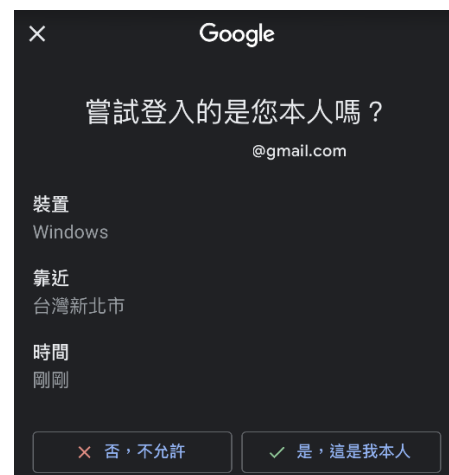 Google
嘗試登入的是您本人嗎？
@gmail.com
裝置
Windows
靠近
台灣新北市
時間
剛剛
否，不允許
是，這是我本人